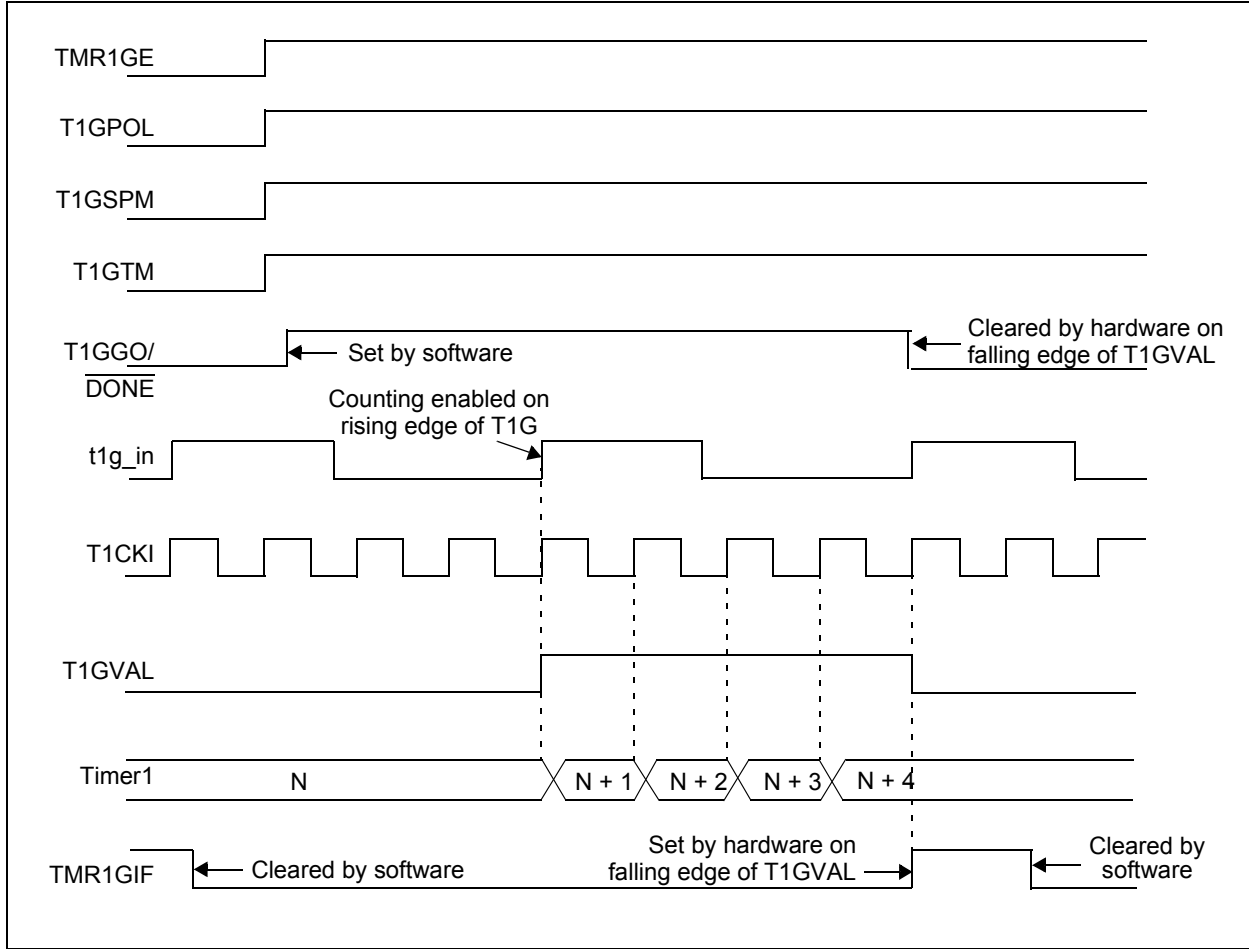 TMR1GE
T1GPOL
T1GSPM
T1GTM
T1GGO/
DONE
Set by software
Cleared by hardware on
falling edge of T1GVAL
Counting enabled on
rising edge of T1G
t1g_in
T1CKI
T1GVAL
Timer1
N
N + 1
N + 2
N + 3
N + 4
TMR1GIF
Cleared by software
Set by hardware on
falling edge of T1GVAL
Cleared by
software